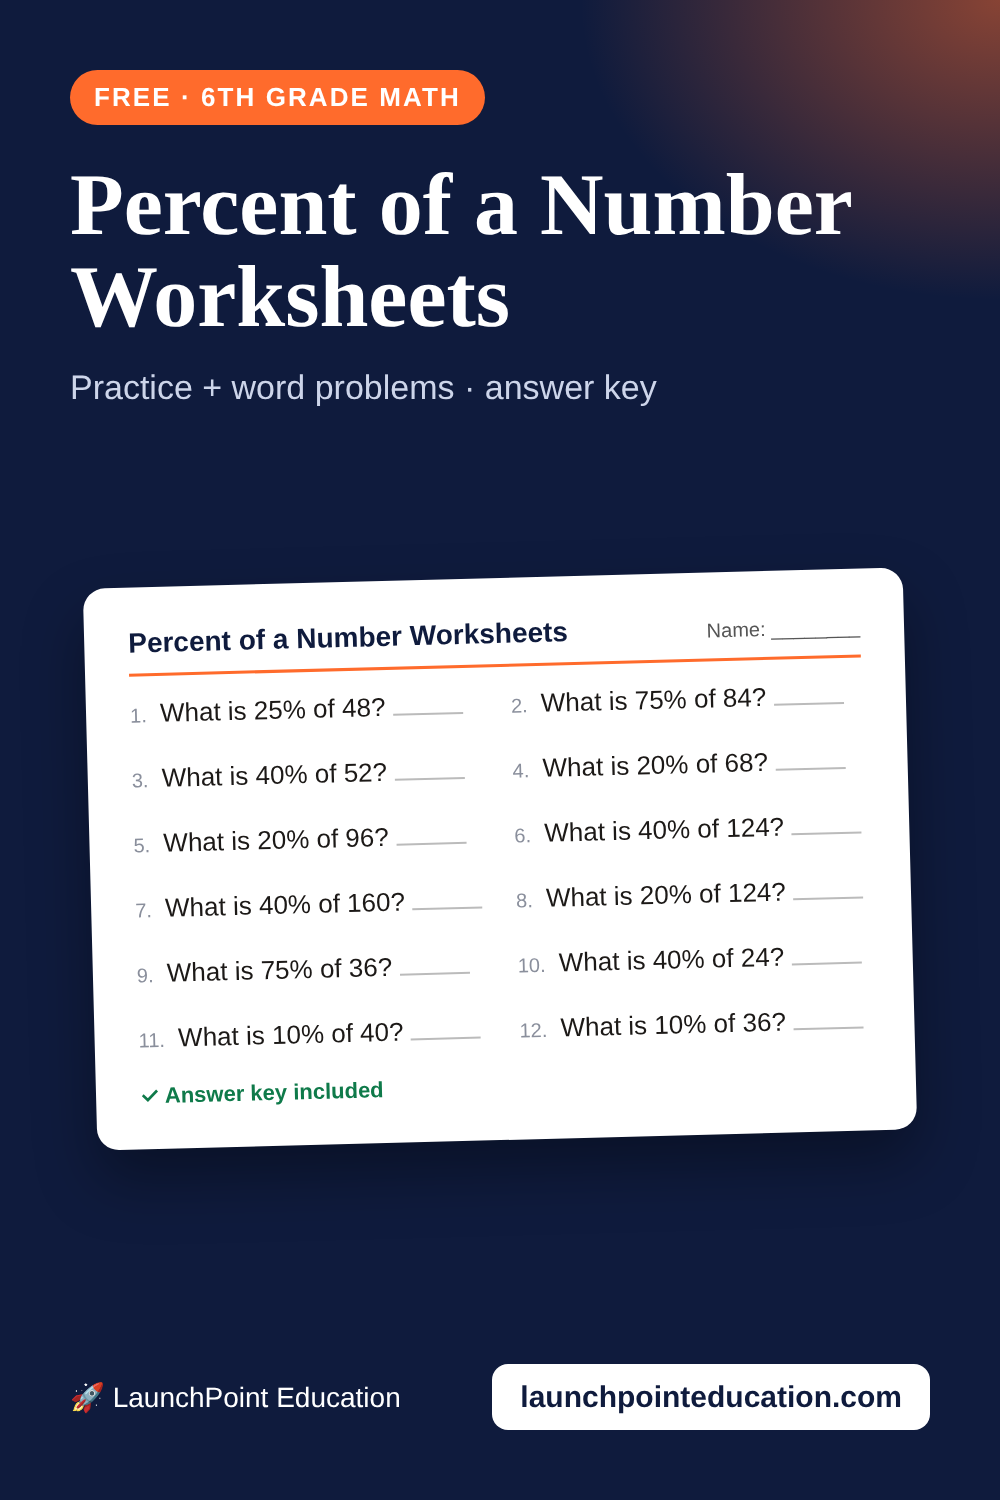 FREE · 6TH GRADE MATH
Percent of a Number
Worksheets
Practice + word problems · answer key
Percent of a Number Worksheets Name: ________
1. What is 25% of 48? 2. What is 75% of 84?
3. What is 40% of 52? 4. What is 20% of 68?
5. What is 20% of 96? 6. What is 40% of 124?
7. What is 40% of 160? 8. What is 20% of 124?
9. What is 75% of 36? 10. What is 40% of 24?
11. What is 10% of 40? 12. What is 10% of 36?
✓ Answer key included
🚀 LaunchPoint Education launchpointeducation.com